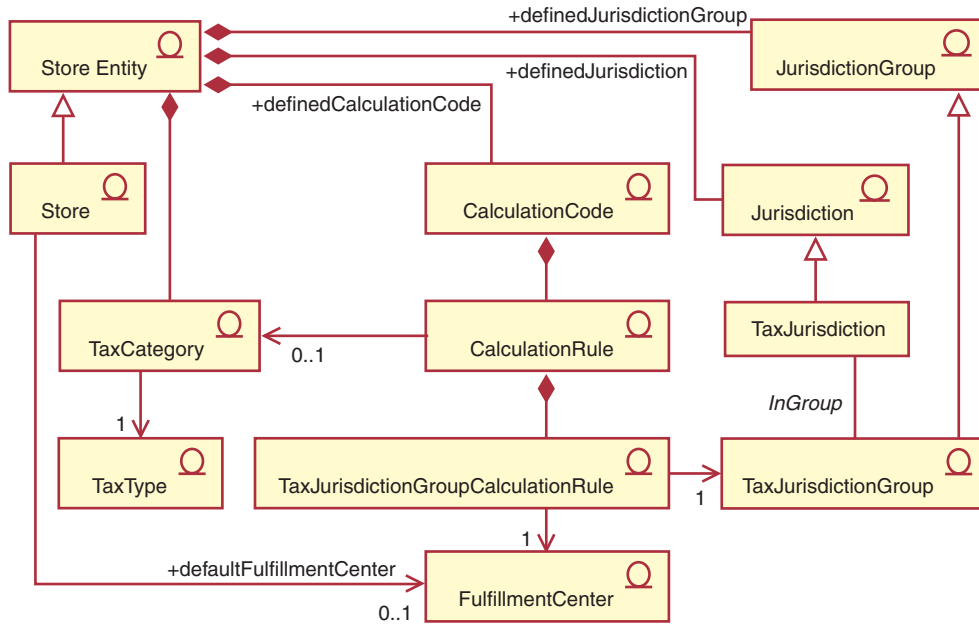 +definedJurisdictionGroup
Store Entity
JurisdictionGroup
+definedJurisdiction
+definedCalculationCode
Store
CalculationCode
Jurisdiction
TaxCategory
0..1
CalculationRule
TaxJurisdiction
InGroup
1
TaxType
TaxJurisdictionGroupCalculationRule
1
TaxJurisdictionGroup
1
+defaultFulfillmentCenter
0..1
FulfillmentCenter